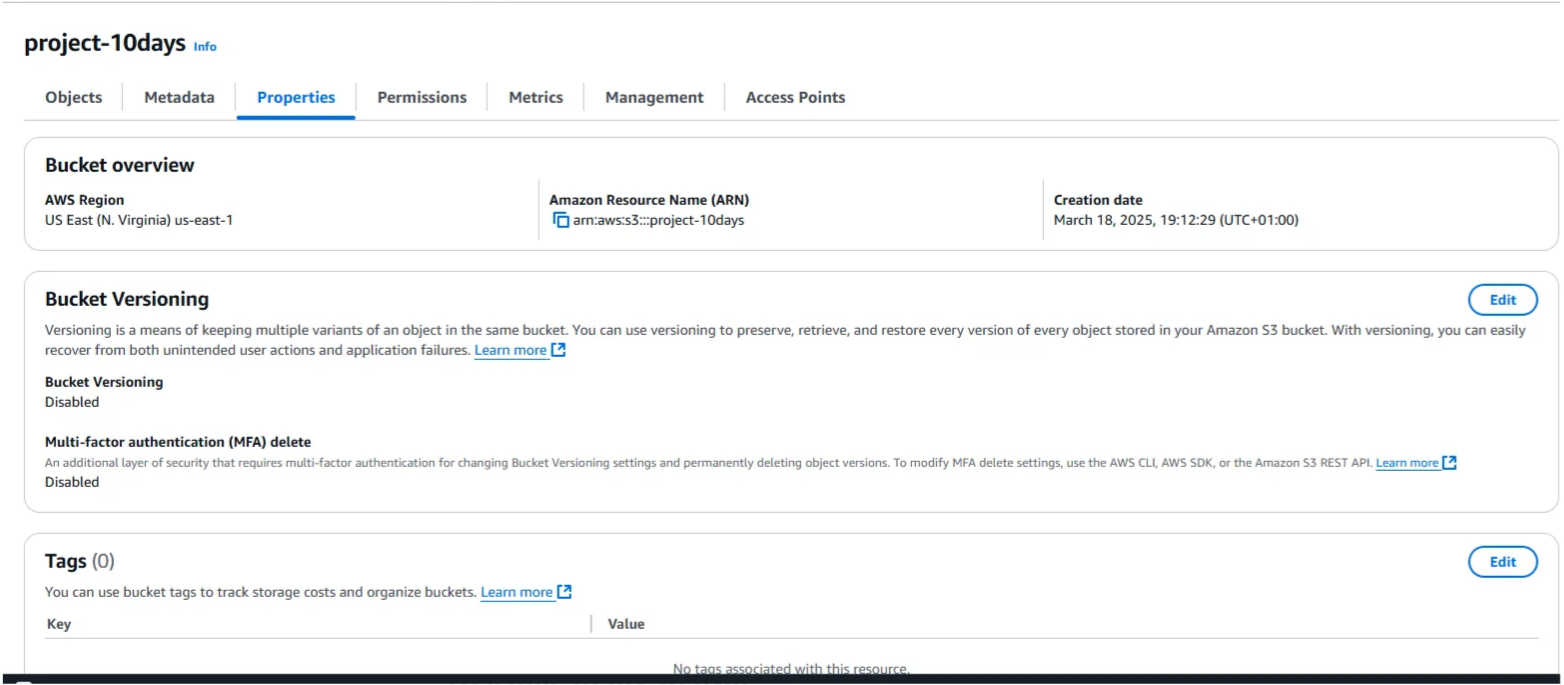 project-10days Info
Objects Metadata Properties Permissions Metrics Management Access Points
Bucket overview
AWS Region
US East (N. Virginia) us-east-1
Amazon Resource Name (ARN)
arn:aws:s3:::project-10days
Creation date
March 18, 2025, 19:12:29 (UTC+01:00)
Bucket Versioning
Edit
Versioning is a means of keeping multiple variants of an object in the same bucket. You can use versioning to preserve, retrieve, and restore every version of every object stored in your Amazon S3 bucket. With versioning, you can easily
recover from both unintended user actions and application failures. Learn more
Bucket Versioning
Disabled
Multi-factor authentication (MFA) delete
An additional layer of security that requires multi-factor authentication for changing Bucket Versioning settings and permanently deleting object versions. To modify MFA delete settings, use the AWS CLI, AWS SDK, or the Amazon S3 REST API. Learn more
Disabled
Tags (0)
Edit
You can use bucket tags to track storage costs and organize buckets. Learn more
Key Value
No tags associated with this resource.